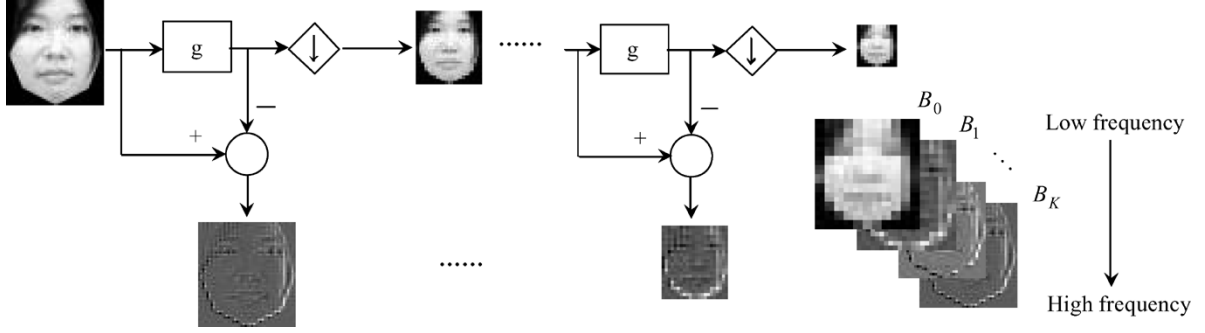 g
......
g
−
+
−
+
......
B0
B1
...
BK
Low frequency
High frequency